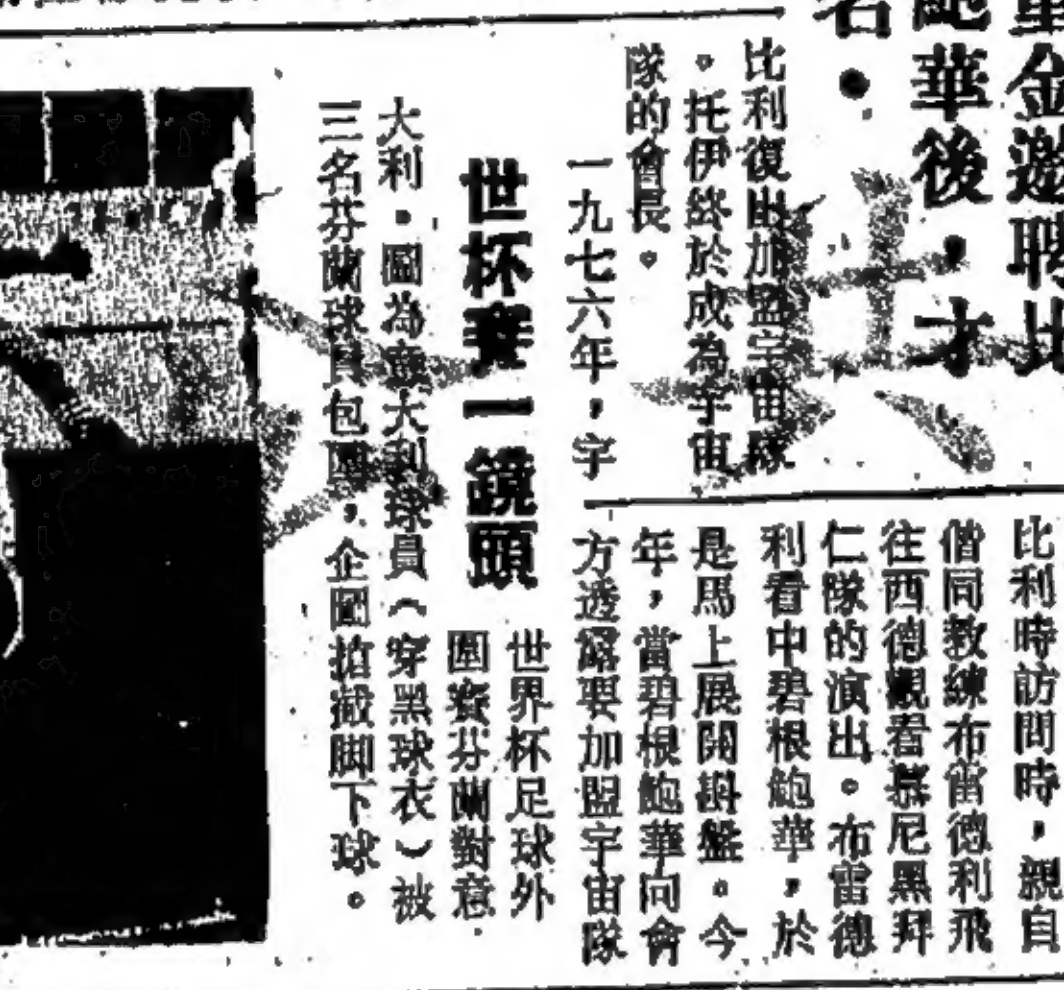 重金邀聘比
鮑華後，才
名．
比利復出加盟宇宙隊
。托伊終於成為宇宙
隊的會長。
一九七六年，宇
比利時訪問時，親自
偕同教練布雷德利飛
往西德觀看慕尼黑拜
仁隊的演出。布雷德
利看中碧根鮑華，於
是馬上展開斟盤。今
年，當碧根鮑華向會
方透露要加盟宇宙隊
世杯賽一鏡頭
世界杯足球外
圍賽芬蘭對意
大利．圖為意大利球員（穿黑球衣）被
三名芬蘭球員包圍，企圖搶截脚下球。